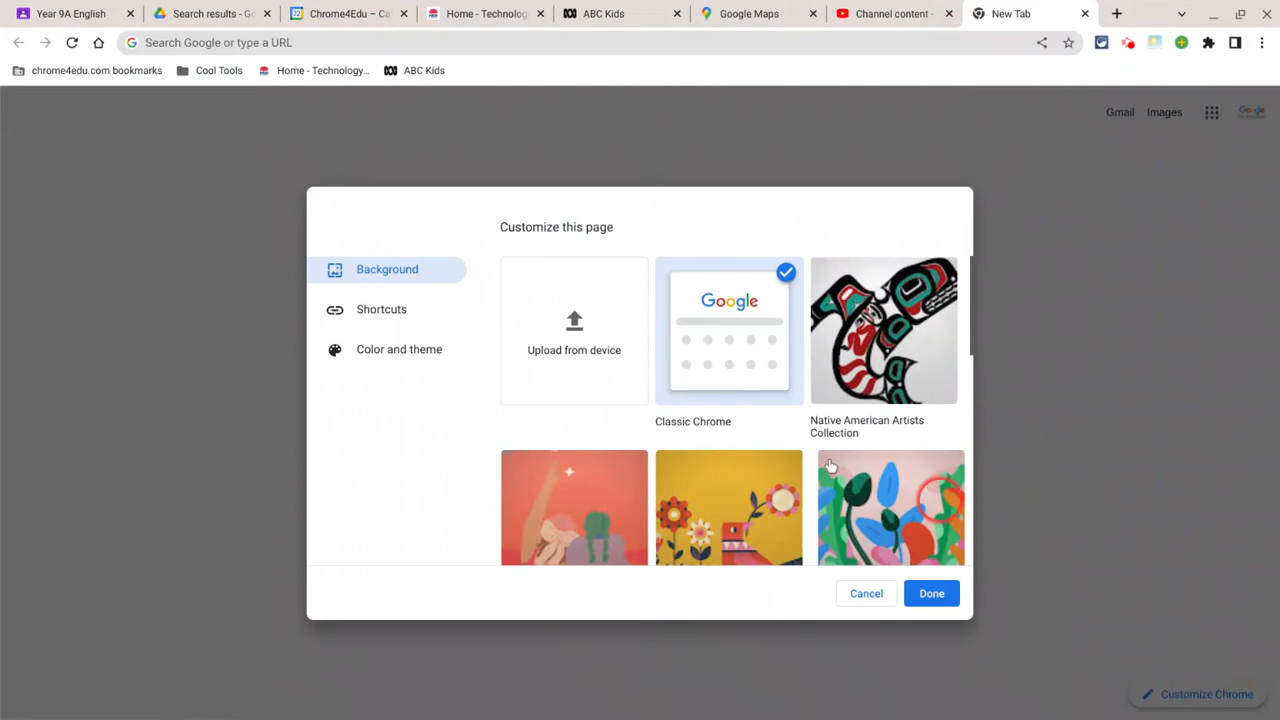 Year 9A English
Search results - Go
Chrome4Edu – Ca
Home - Technolog
ABC Kids
Google Maps
Channel content -
New Tab
Search Google or type a URL
chrome4edu.com bookmarks
Cool Tools
Home - Technology...
ABC Kids
Gmail
Images
Customize this page
Background
Shortcuts
Color and theme
Upload from device
Google
Classic Chrome
Native American Artists
Collection
Cancel
Done
Customize Chrome